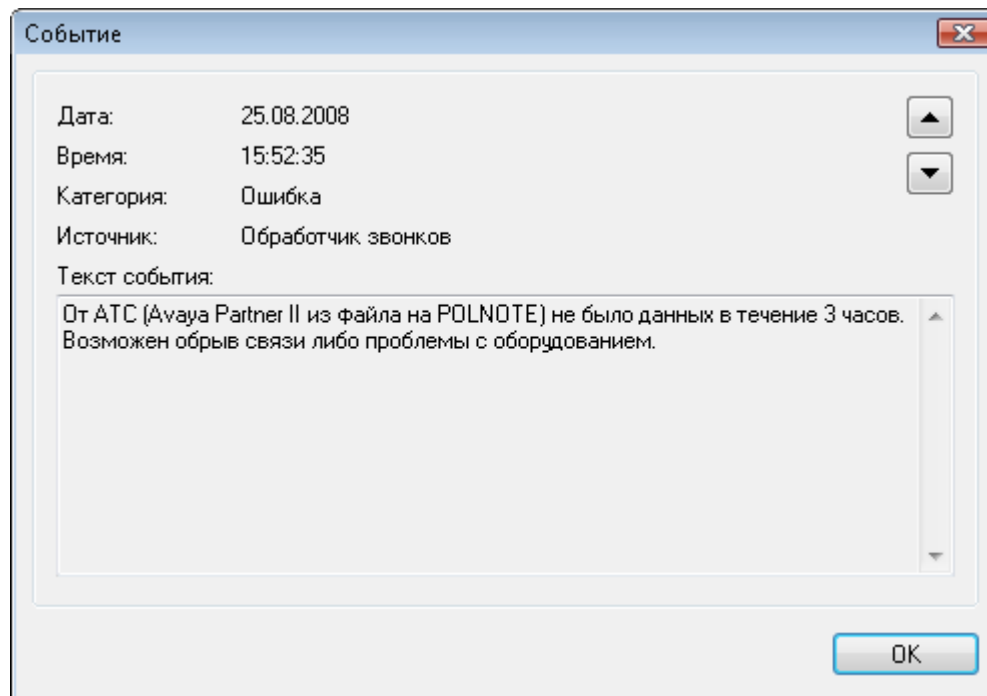 Событие
Дата: 25.08.2008
Время: 15:52:35
Категория: Ошибка
Источник: Обработчик звонков
Текст события:
От АТС (Avaya Partner II из файла на POLNOTE) не было данных в течение 3 часов.
Возможен обрыв связи либо проблемы с оборудованием.
OK